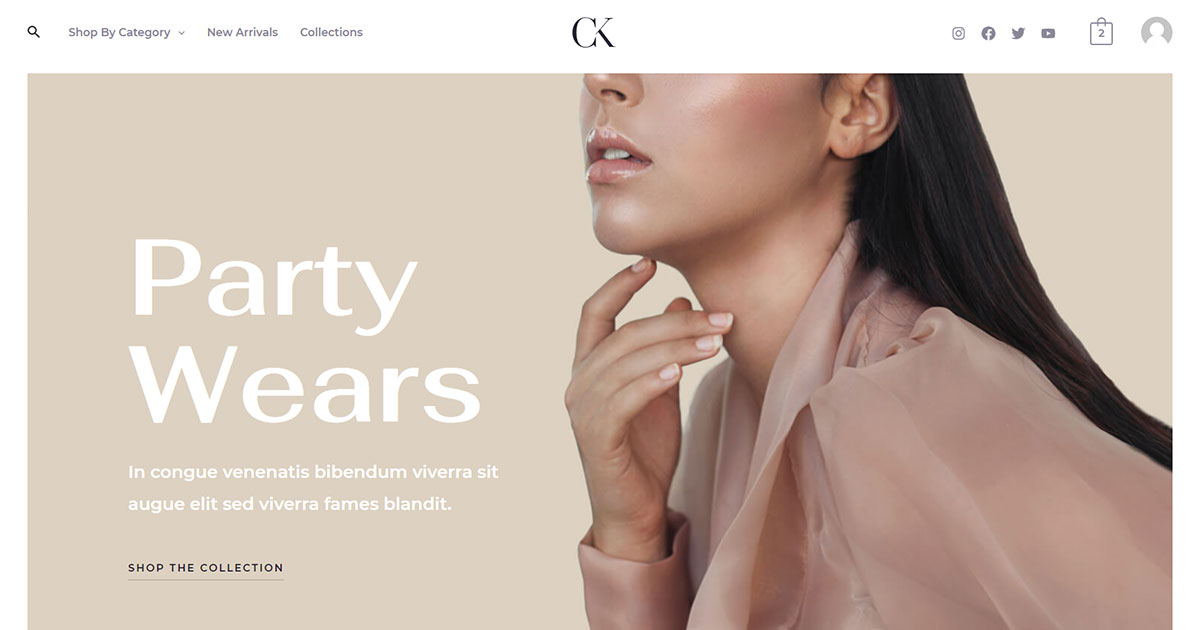 Shop By Category New Arrivals Collections CK 2
Party
Wears
In congue venenatis bibendum viverra sit
augue elit sed viverra fames blandit.
SHOP THE COLLECTION